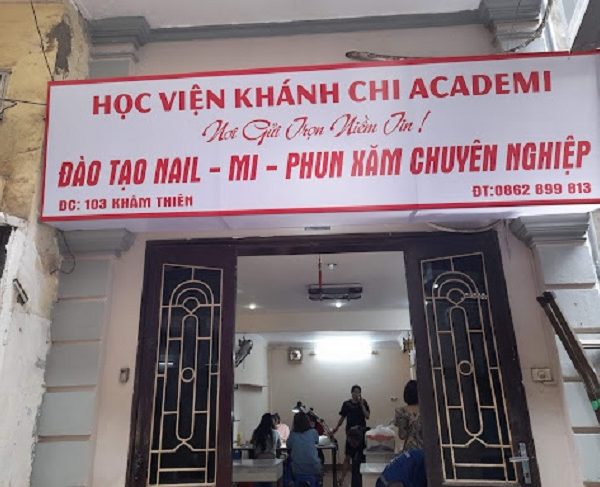 HỌC VIỆN KHÁNH CHI ACADEMI
Nơi Gửi Trọn Niềm Tin !
ĐÀO TẠO NAIL - MI - PHUN XĂM CHUYÊN NGHIỆP
ĐC: 103 KHÂM THIÊN
ĐT:0862 899 813